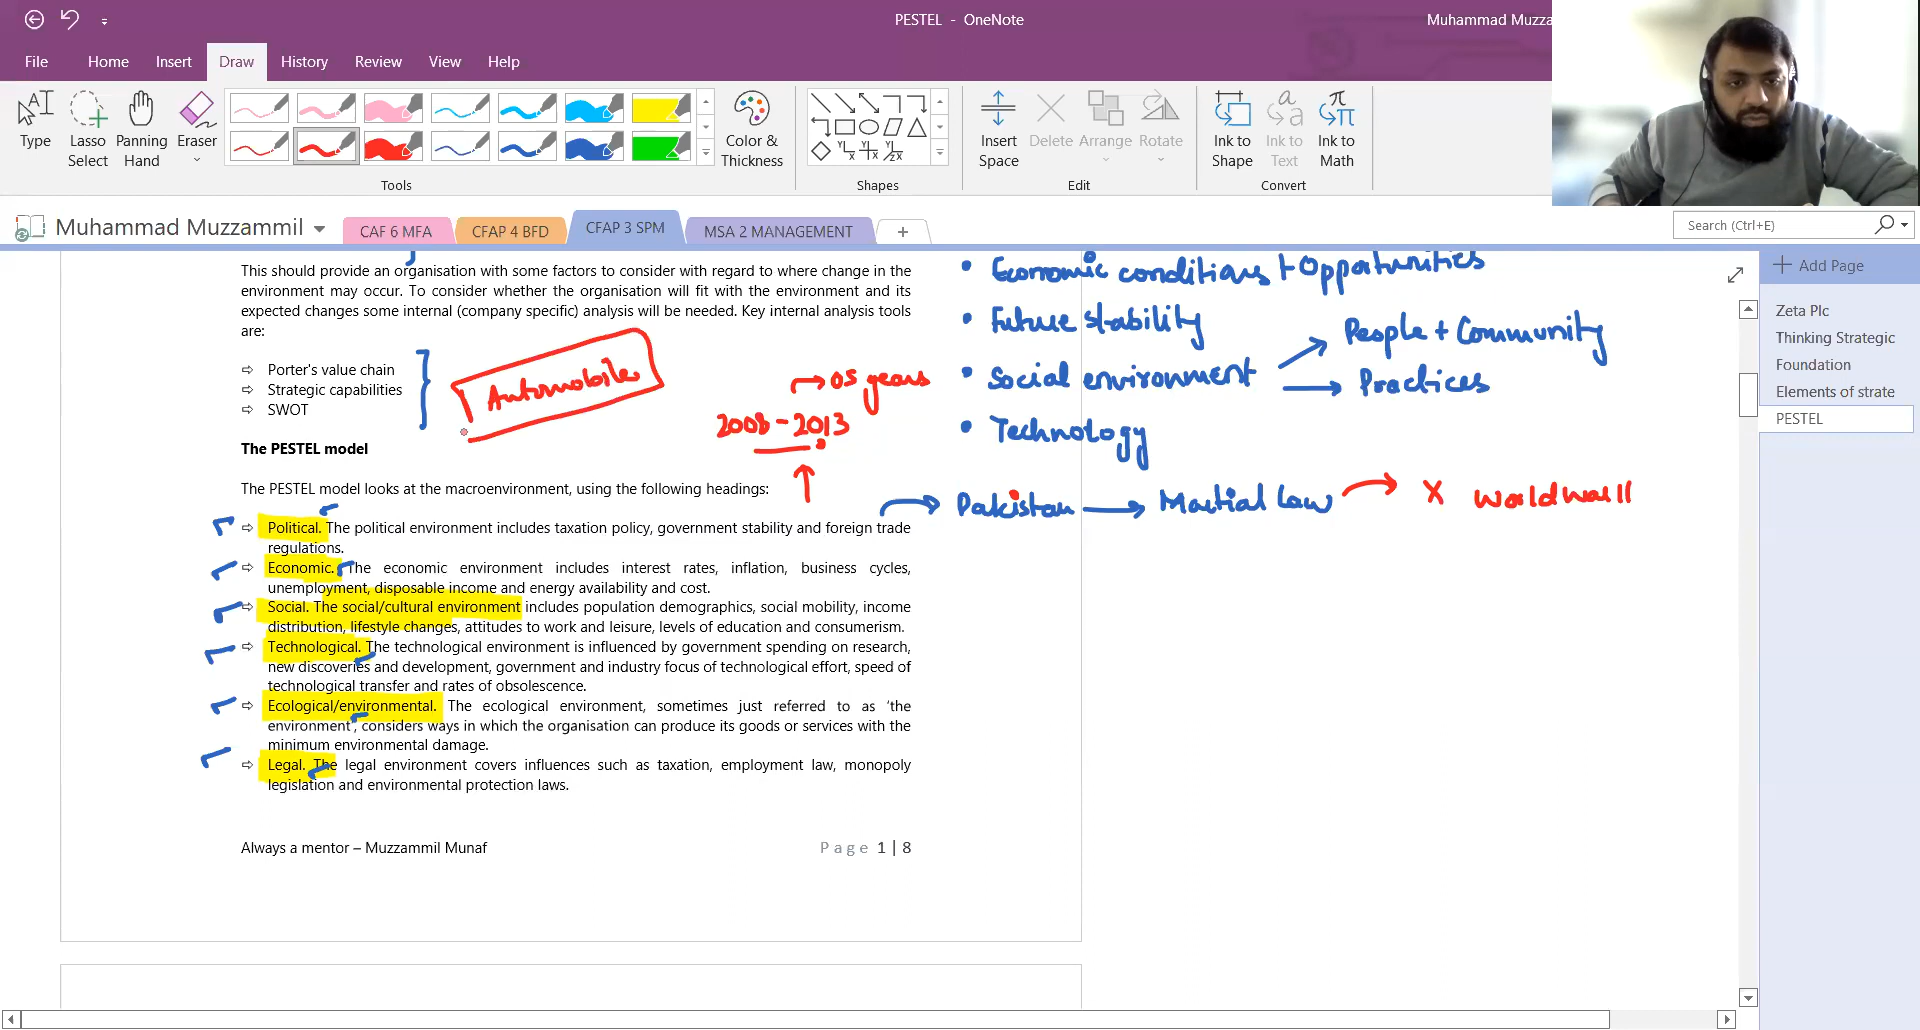 PESTEL - OneNote
Muhammad Muzza
File Home Insert Draw History Review View Help
Type
Lasso Select
Panning Hand
Eraser
Color & Thickness
Insert Space
Delete
Arrange
Rotate
Ink to Shape
Ink to Text
Ink to Math
Tools
Shapes
Edit
Convert
Muhammad Muzzammil
CAF 6 MFA
CFAP 4 BFD
CFAP 3 SPM
MSA 2 MANAGEMENT
Search (Ctrl+E)
Add Page
Zeta Plc
Thinking Strategic
Foundation
Elements of strate
PESTEL
This should provide an organisation with some factors to consider with regard to where change in the
environment may occur. To consider whether the organisation will fit with the environment and its
expected changes some internal (company specific) analysis will be needed. Key internal analysis tools
are:
⇨ Porter's value chain
⇨ Strategic capabilities
⇨ SWOT
Automobile
05 years
2008 - 2013
The PESTEL model
The PESTEL model looks at the macroenvironment, using the following headings:
⇨ Political. The political environment includes taxation policy, government stability and foreign trade
regulations.
⇨ Economic. The economic environment includes interest rates, inflation, business cycles,
unemployment, disposable income and energy availability and cost.
⇨ Social. The social/cultural environment includes population demographics, social mobility, income
distribution, lifestyle changes, attitudes to work and leisure, levels of education and consumerism.
⇨ Technological. The technological environment is influenced by government spending on research,
new discoveries and development, government and industry focus of technological effort, speed of
technological transfer and rates of obsolescence.
⇨ Ecological/environmental. The ecological environment, sometimes just referred to as 'the
environment', considers ways in which the organisation can produce its goods or services with the
minimum environmental damage.
⇨ Legal. The legal environment covers influences such as taxation, employment law, monopoly
legislation and environmental protection laws.
Always a mentor – Muzzammil Munaf
Page 1 | 8
• Economic conditions + Opportunities
• Future stability
• Social environment
People + Community
Practices
• Technology
Pakistan → Martial Law → X World war II